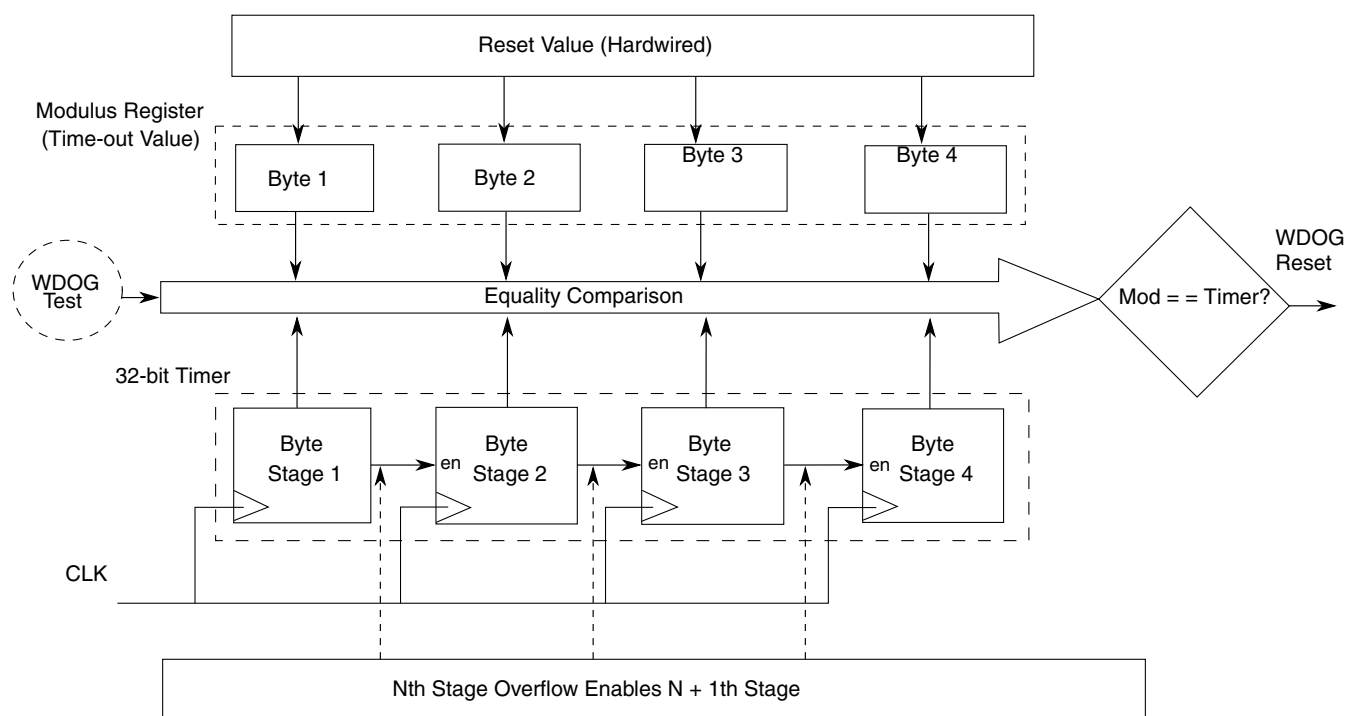 Reset Value (Hardwired)
Modulus Register
(Time-out Value)
Byte 1
Byte 2
Byte 3
Byte 4
WDOG
Test
Equality Comparison
Mod = = Timer?
WDOG
Reset
32-bit Timer
Byte
Stage 1
en
Byte
Stage 2
en
Byte
Stage 3
en
Byte
Stage 4
CLK
Nth Stage Overflow Enables N + 1th Stage